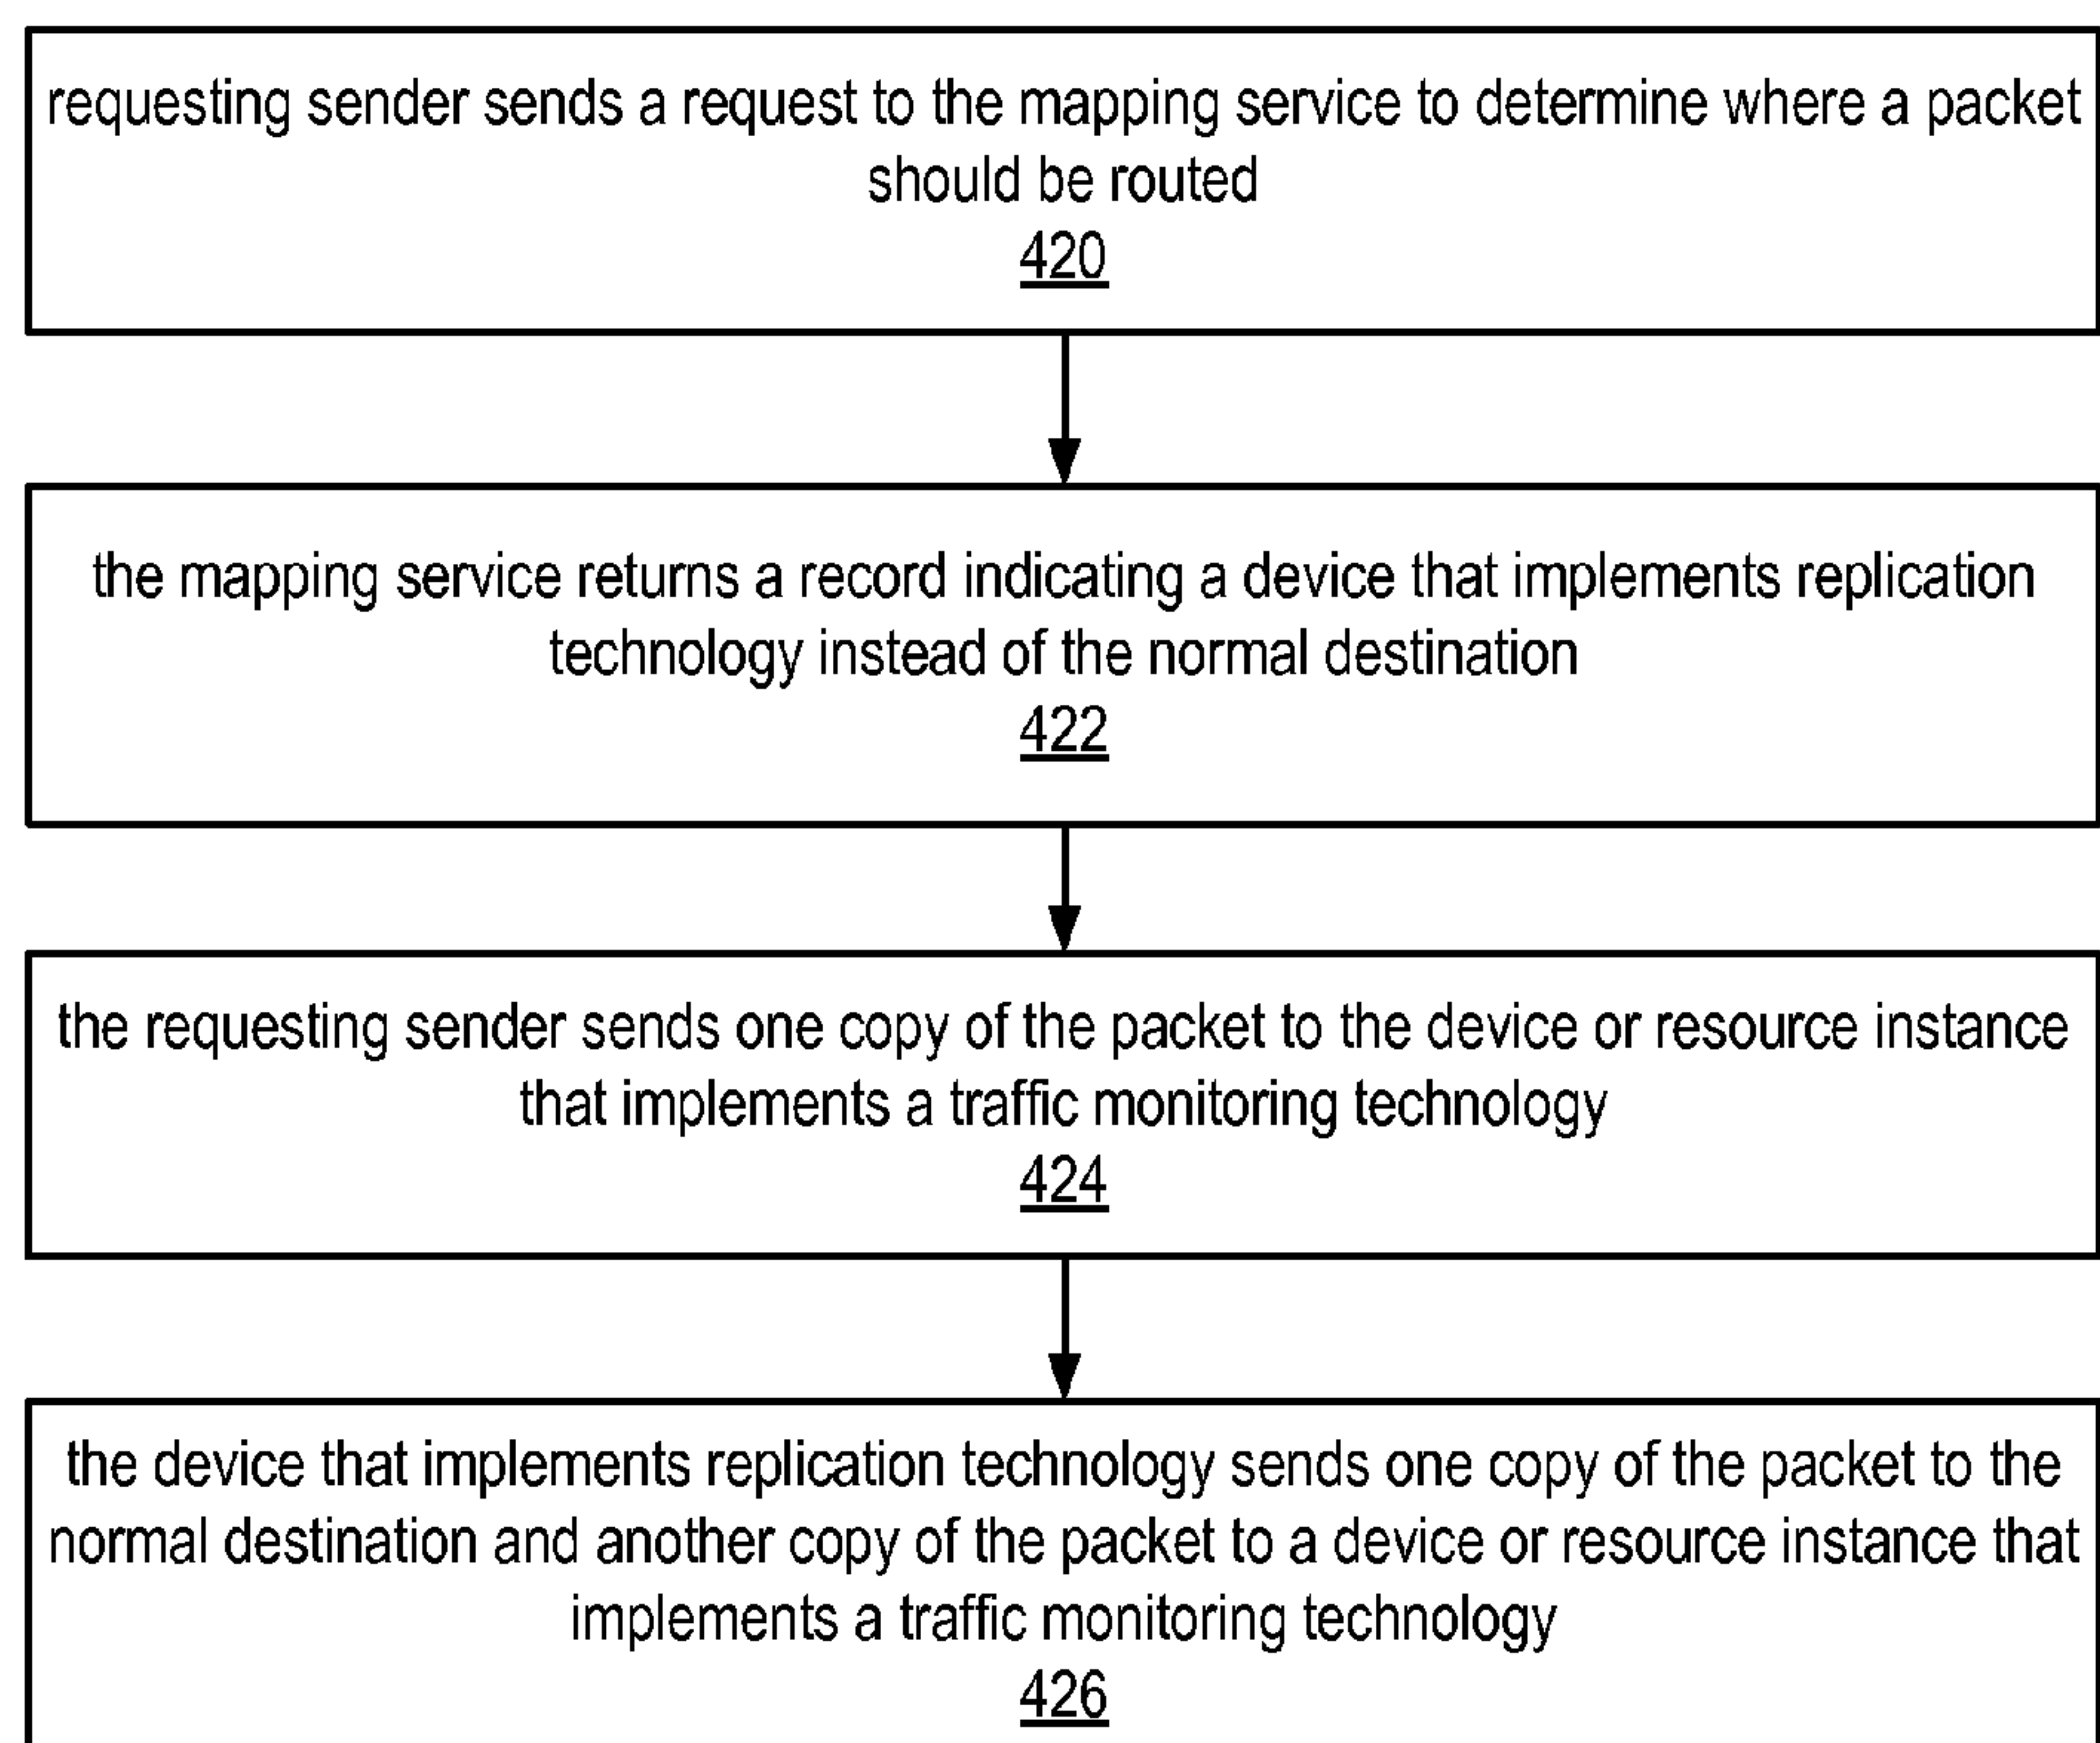 requesting sender sends a request to the mapping service to determine where a packet
should be routed
420
the mapping service returns a record indicating a device that implements replication
technology instead of the normal destination
422
the requesting sender sends one copy of the packet to the device or resource instance
that implements a traffic monitoring technology
424
the device that implements replication technology sends one copy of the packet to the
normal destination and another copy of the packet to a device or resource instance that
implements a traffic monitoring technology
426